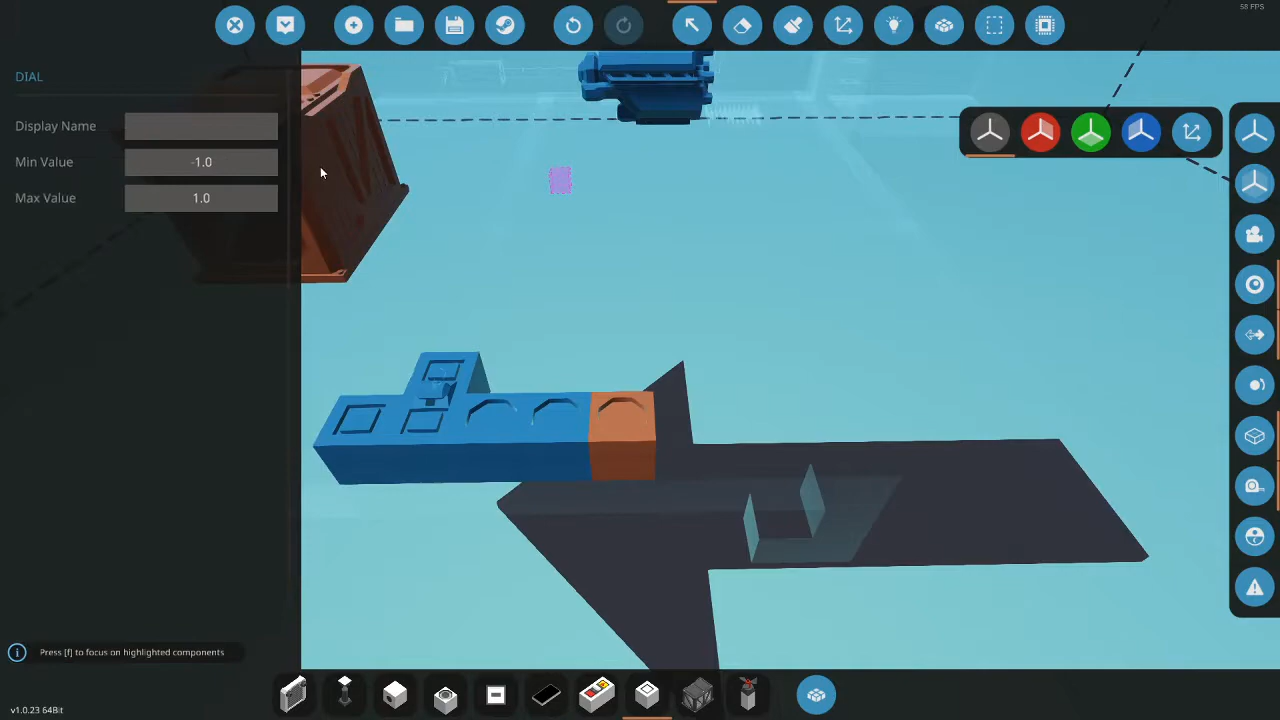 58 FPS
DIAL
Display Name
Min Value -1.0
Max Value 1.0
Press [f] to focus on highlighted components
v1.0.23 64Bit